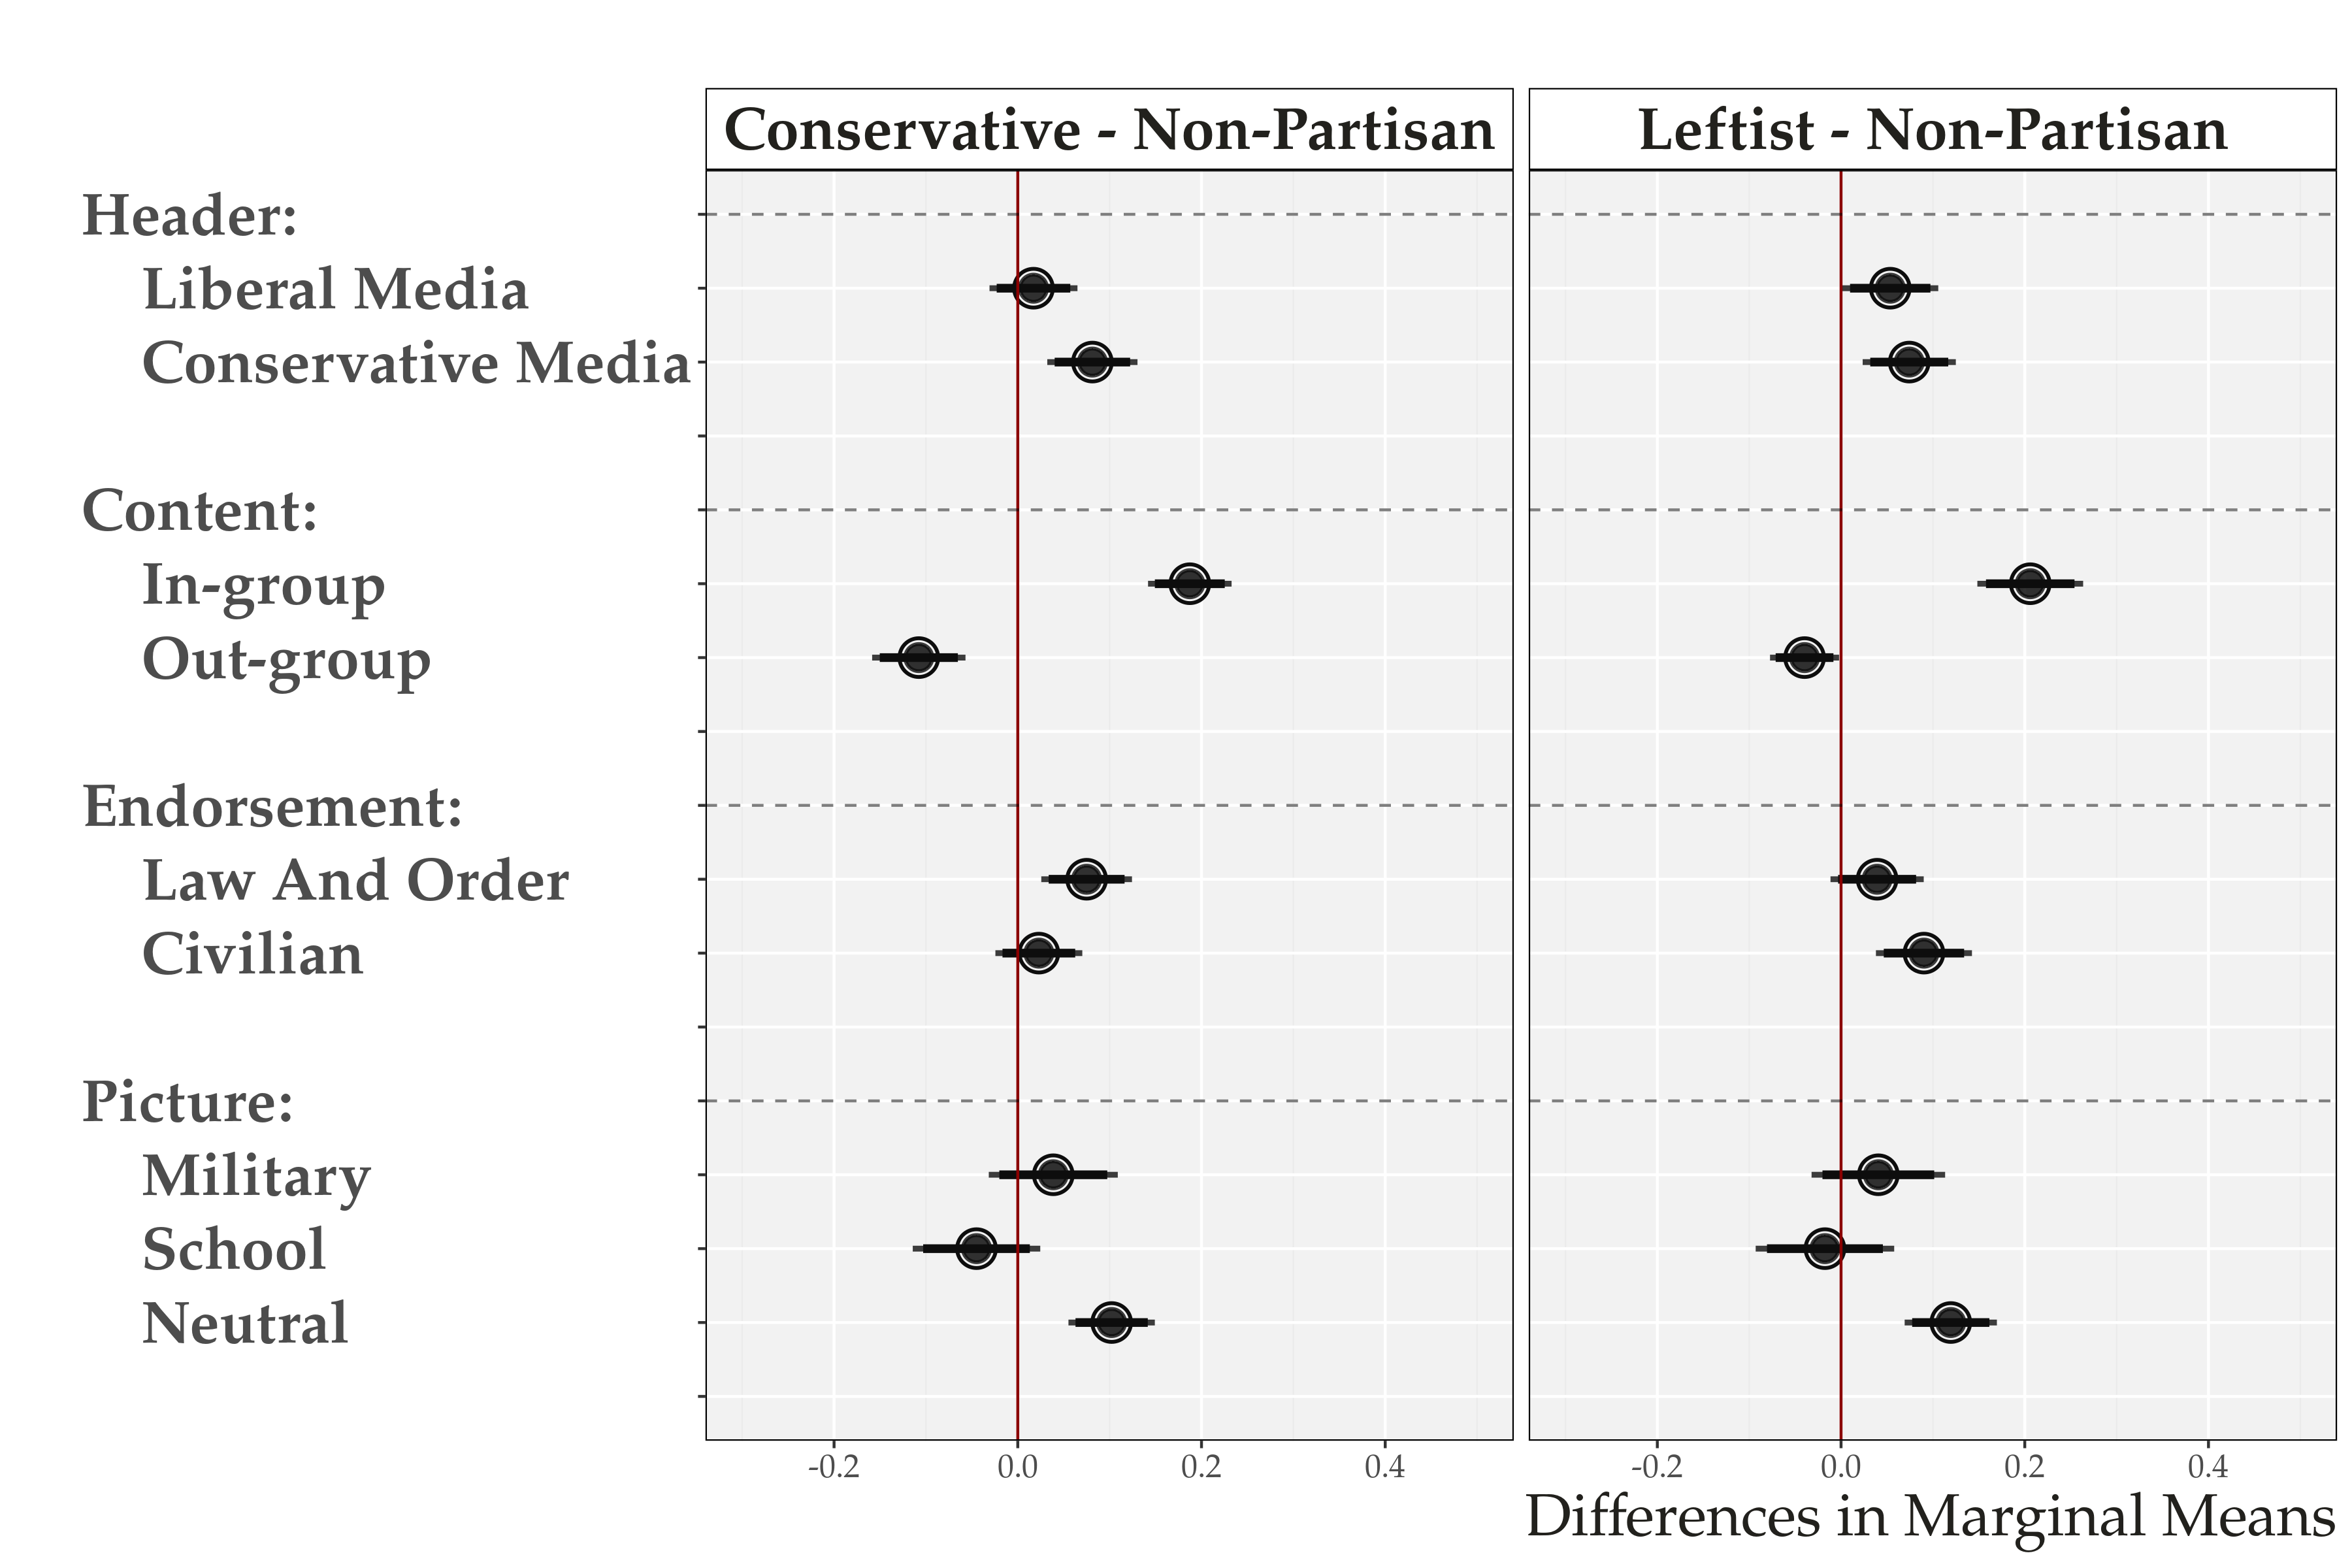 Conservative - Non-Partisan
Leftist - Non-Partisan
Header:
Liberal Media
Conservative Media
Content:
In-group
Out-group
Endorsement:
Law And Order
Civilian
Picture:
Military
School
Neutral
-0.2 0.0 0.2 0.4
-0.2 0.0 0.2 0.4
Differences in Marginal Means